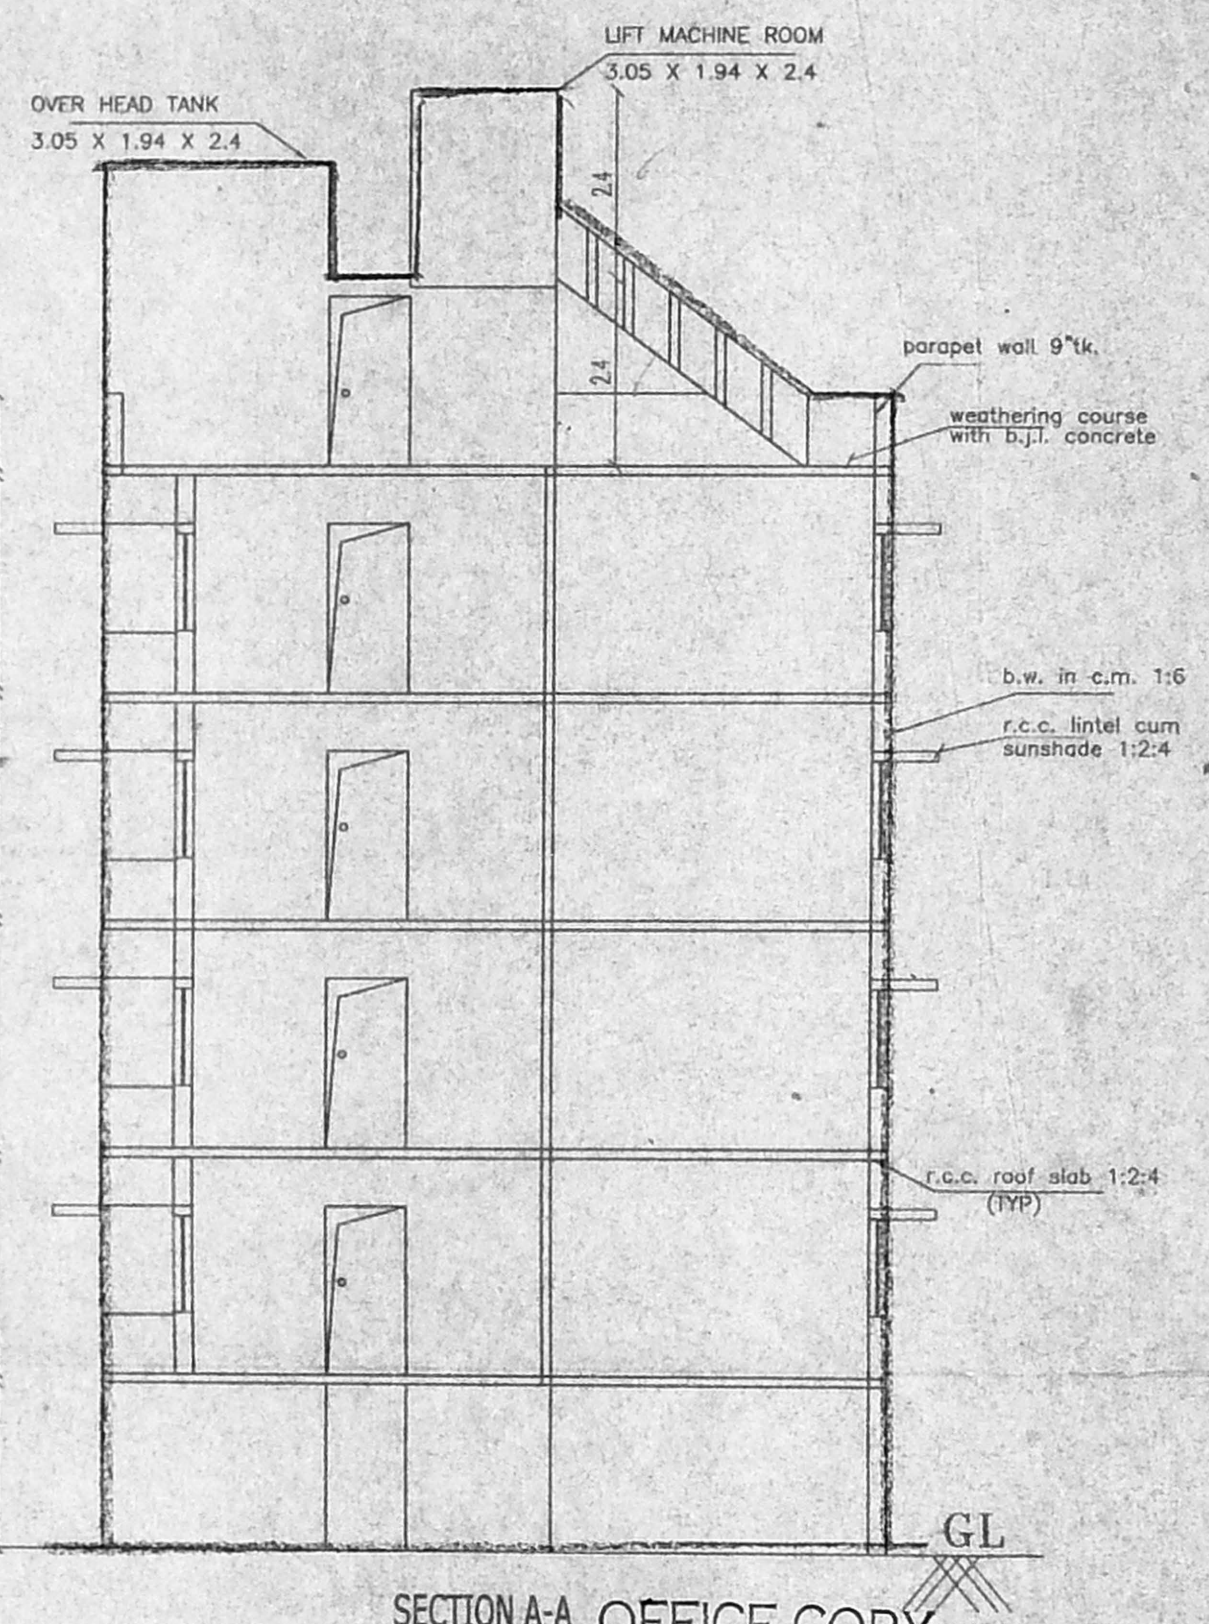 LIFT MACHINE ROOM
3.05 X 1.94 X 2.4
OVER HEAD TANK
3.05 X 1.94 X 2.4
2.4
2.4
parapet wall 9"tk.
weathering course
with b.j.l. concrete
b.w. in c.m. 1:6
r.c.c. lintel cum
sunshade 1:2:4
r.c.c. roof slab 1:2:4
(TYP)
GL
SECTION A-A OFFICE COPY